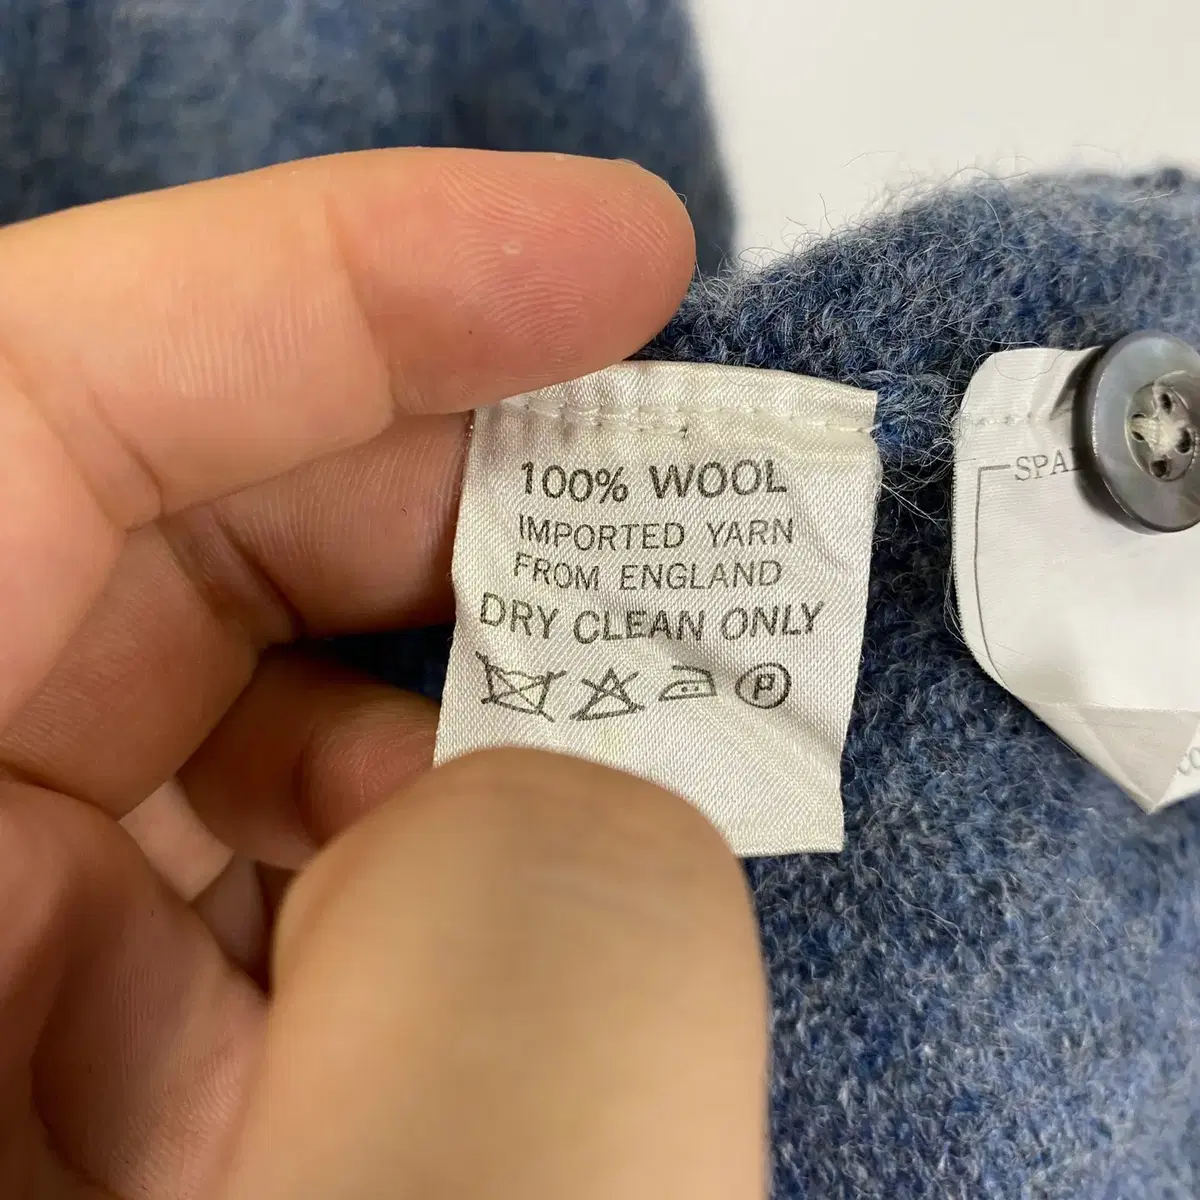 100% WOOL
IMPORTED YARN
FROM ENGLAND
DRY CLEAN ONLY
P